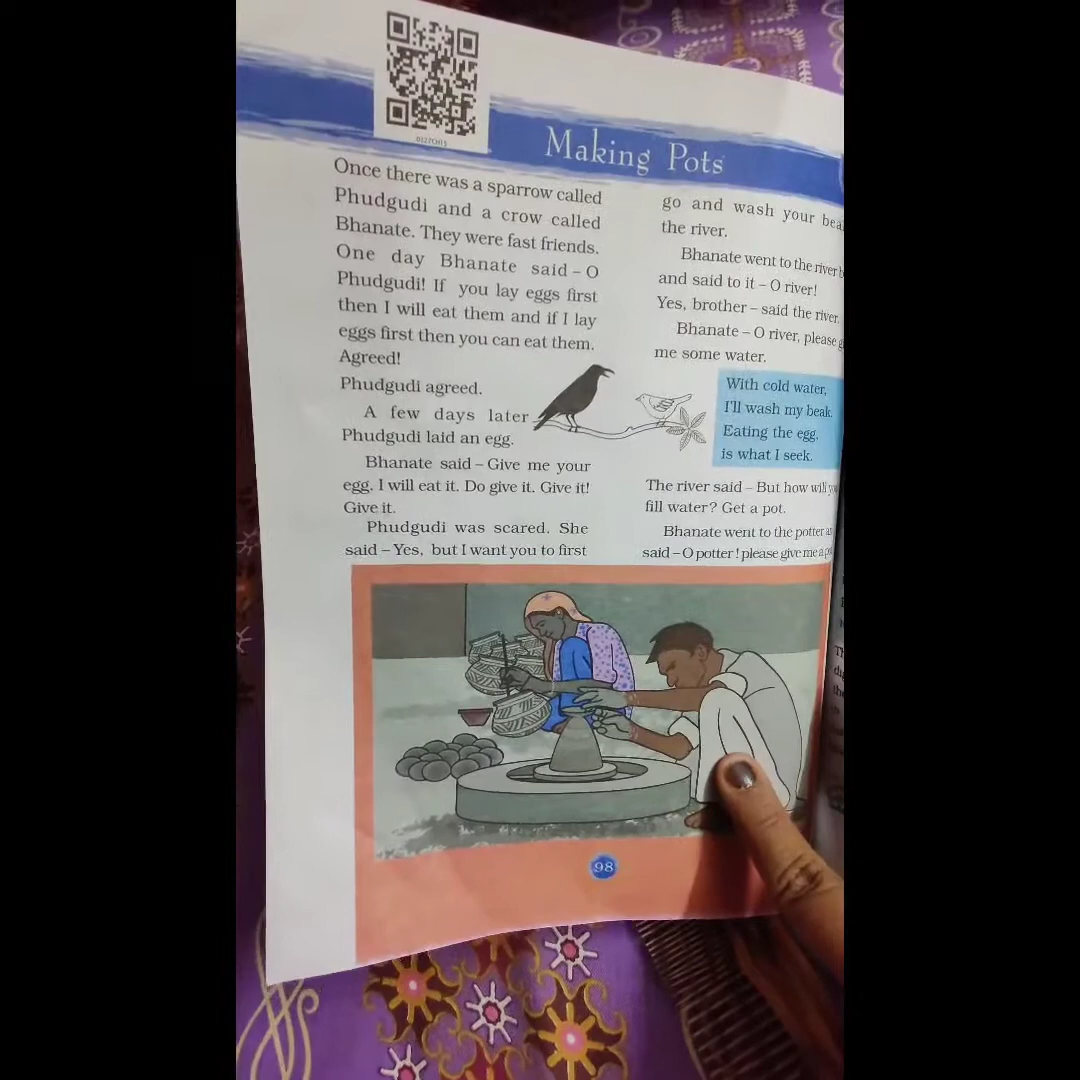 0327CH13
Making Pots
Once there was a sparrow called
Phudgudi and a crow called
Bhanate. They were fast friends.
One day Bhanate said – O
Phudgudi! If you lay eggs first
then I will eat them and if I lay
eggs first then you can eat them.
Agreed!
Phudgudi agreed.
A few days later
Phudgudi laid an egg.
Bhanate said – Give me your
egg. I will eat it. Do give it. Give it!
Give it.
Phudgudi was scared. She
said – Yes, but I want you to first
go and wash your
the river.
Bhanate went to the river
and said to it – O river!
Yes, brother – said the river.
Bhanate – O river, please
me some water.
With cold water,
I'll wash my beak.
Eating the egg,
is what I seek.
The river said – But how will
fill water? Get a pot.
Bhanate went to the potter
said – O potter ! please give me a
98